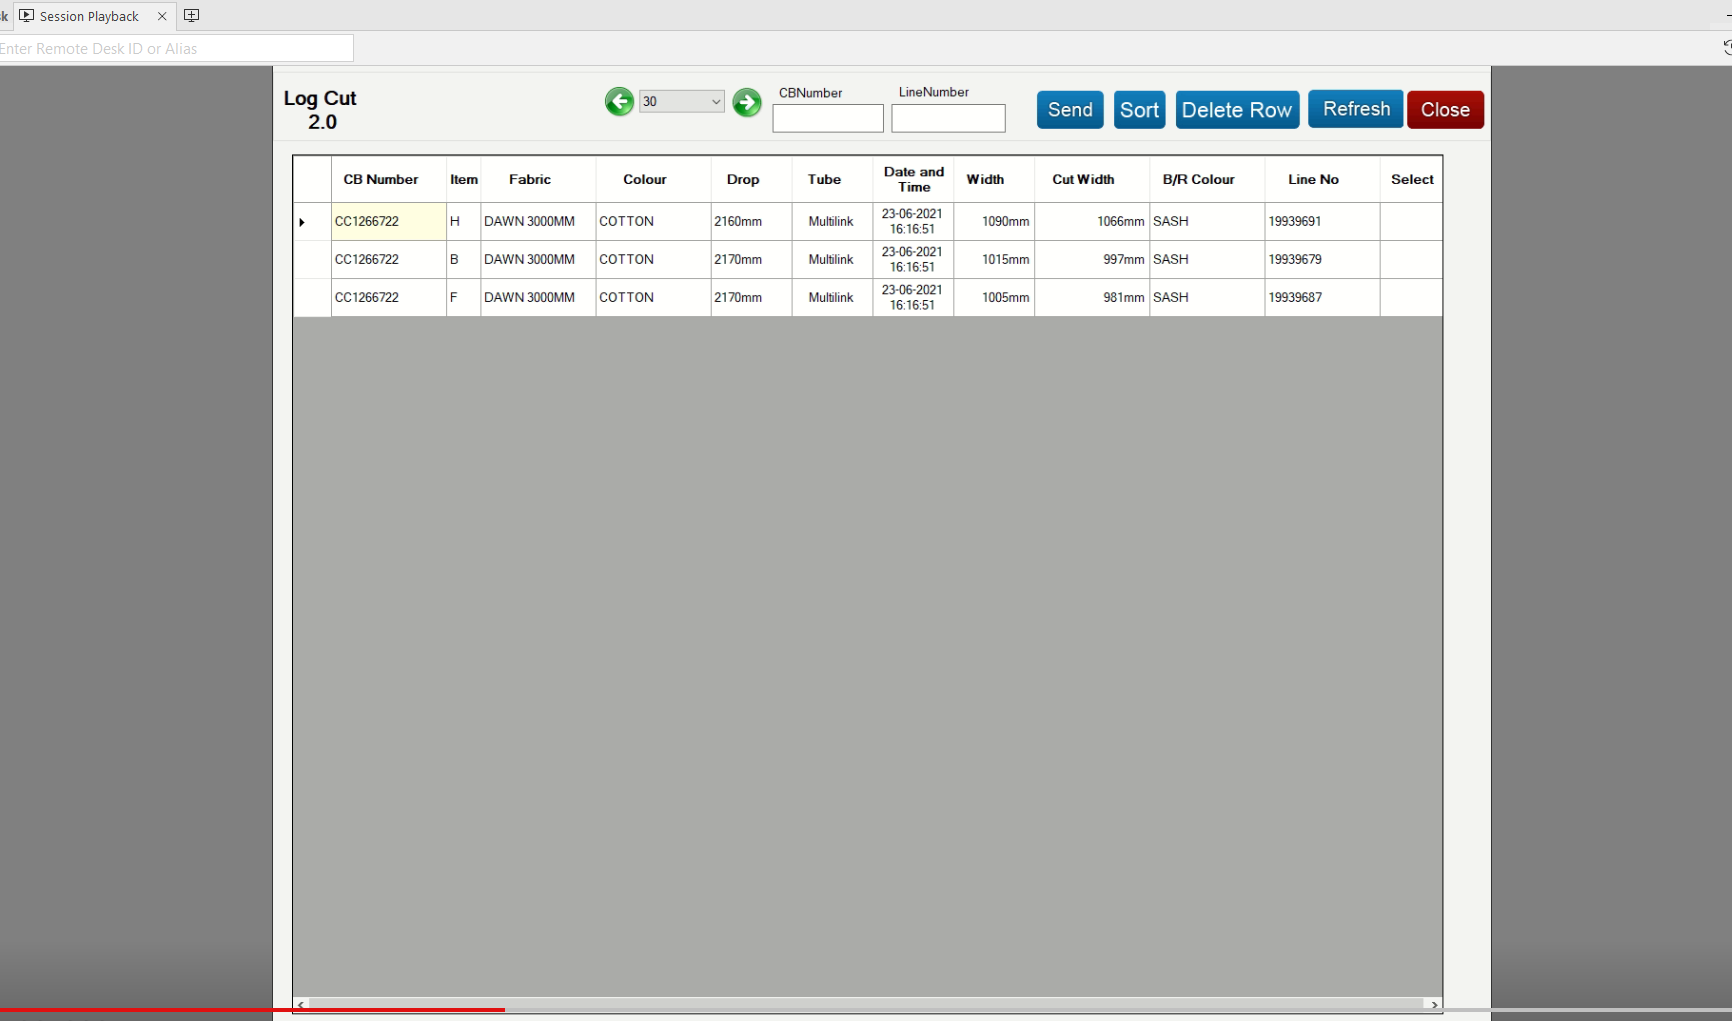 k Session Playback
Enter Remote Desk ID or Alias
Log Cut
2.0
30
CBNumber LineNumber
Send Sort Delete Row Refresh Close
CB Number Item Fabric Colour Drop Tube Date and Time Width Cut Width B/R Colour Line No Select
CC1266722 H DAWN 3000MM COTTON 2160mm Multilink 23-06-2021 16:16:51 1090mm 1066mm SASH 19939691
CC1266722 B DAWN 3000MM COTTON 2170mm Multilink 23-06-2021 16:16:51 1015mm 997mm SASH 19939679
CC1266722 F DAWN 3000MM COTTON 2170mm Multilink 23-06-2021 16:16:51 1005mm 981mm SASH 19939687